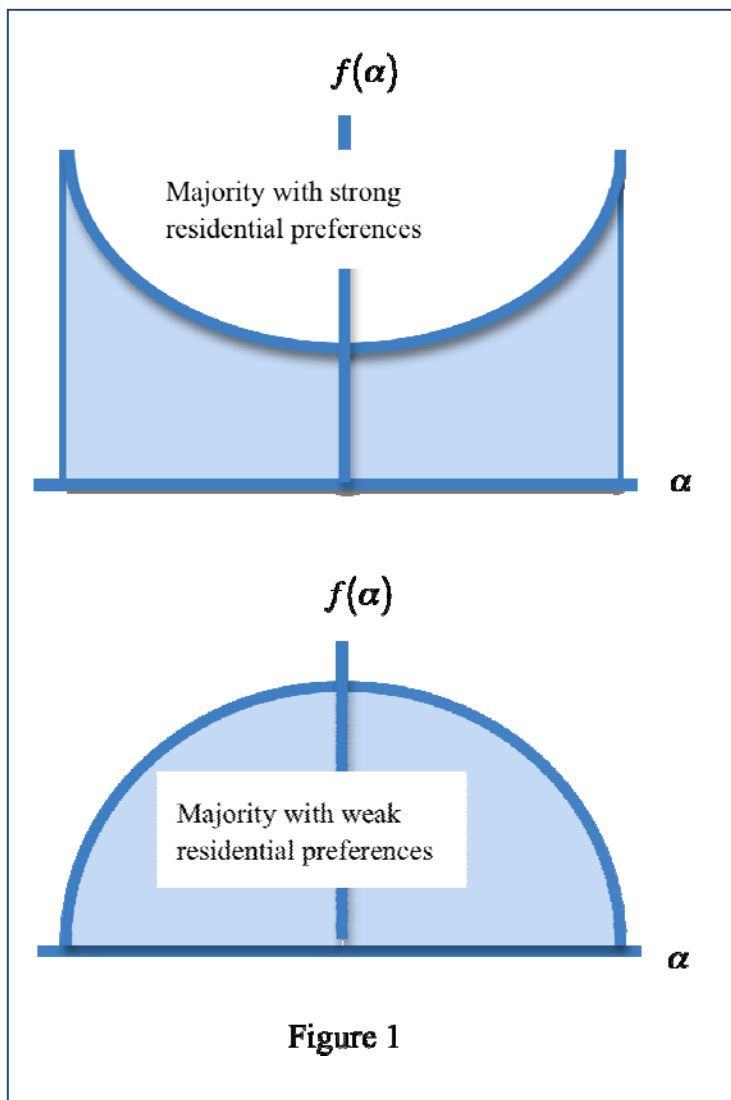 f(α)
Majority with strong
residential preferences
α
f(α)
Majority with weak
residential preferences
α
Figure 1